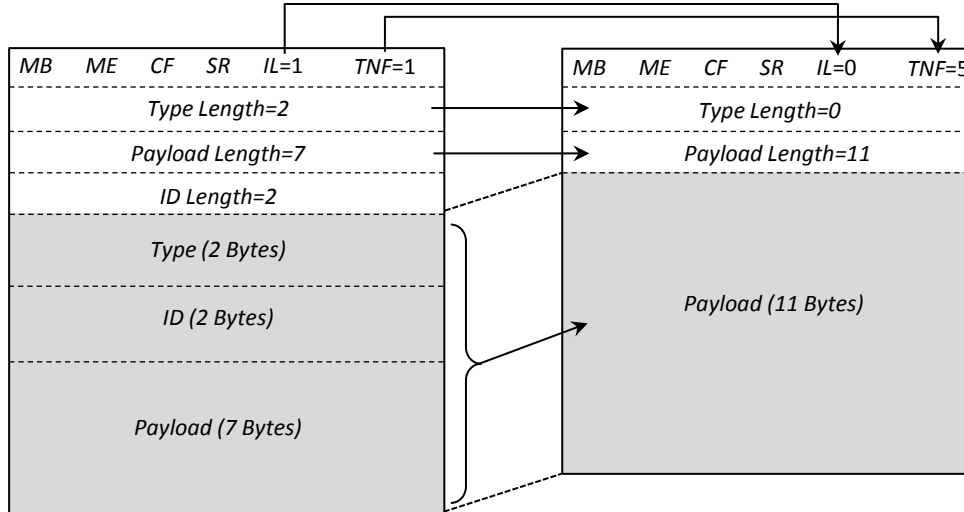 MB ME CF SR IL=1 TNF=1
Type Length=2
Payload Length=7
ID Length=2
Type (2 Bytes)
ID (2 Bytes)
Payload (7 Bytes)
MB ME CF SR IL=0 TNF=5
Type Length=0
Payload Length=11
Payload (11 Bytes)